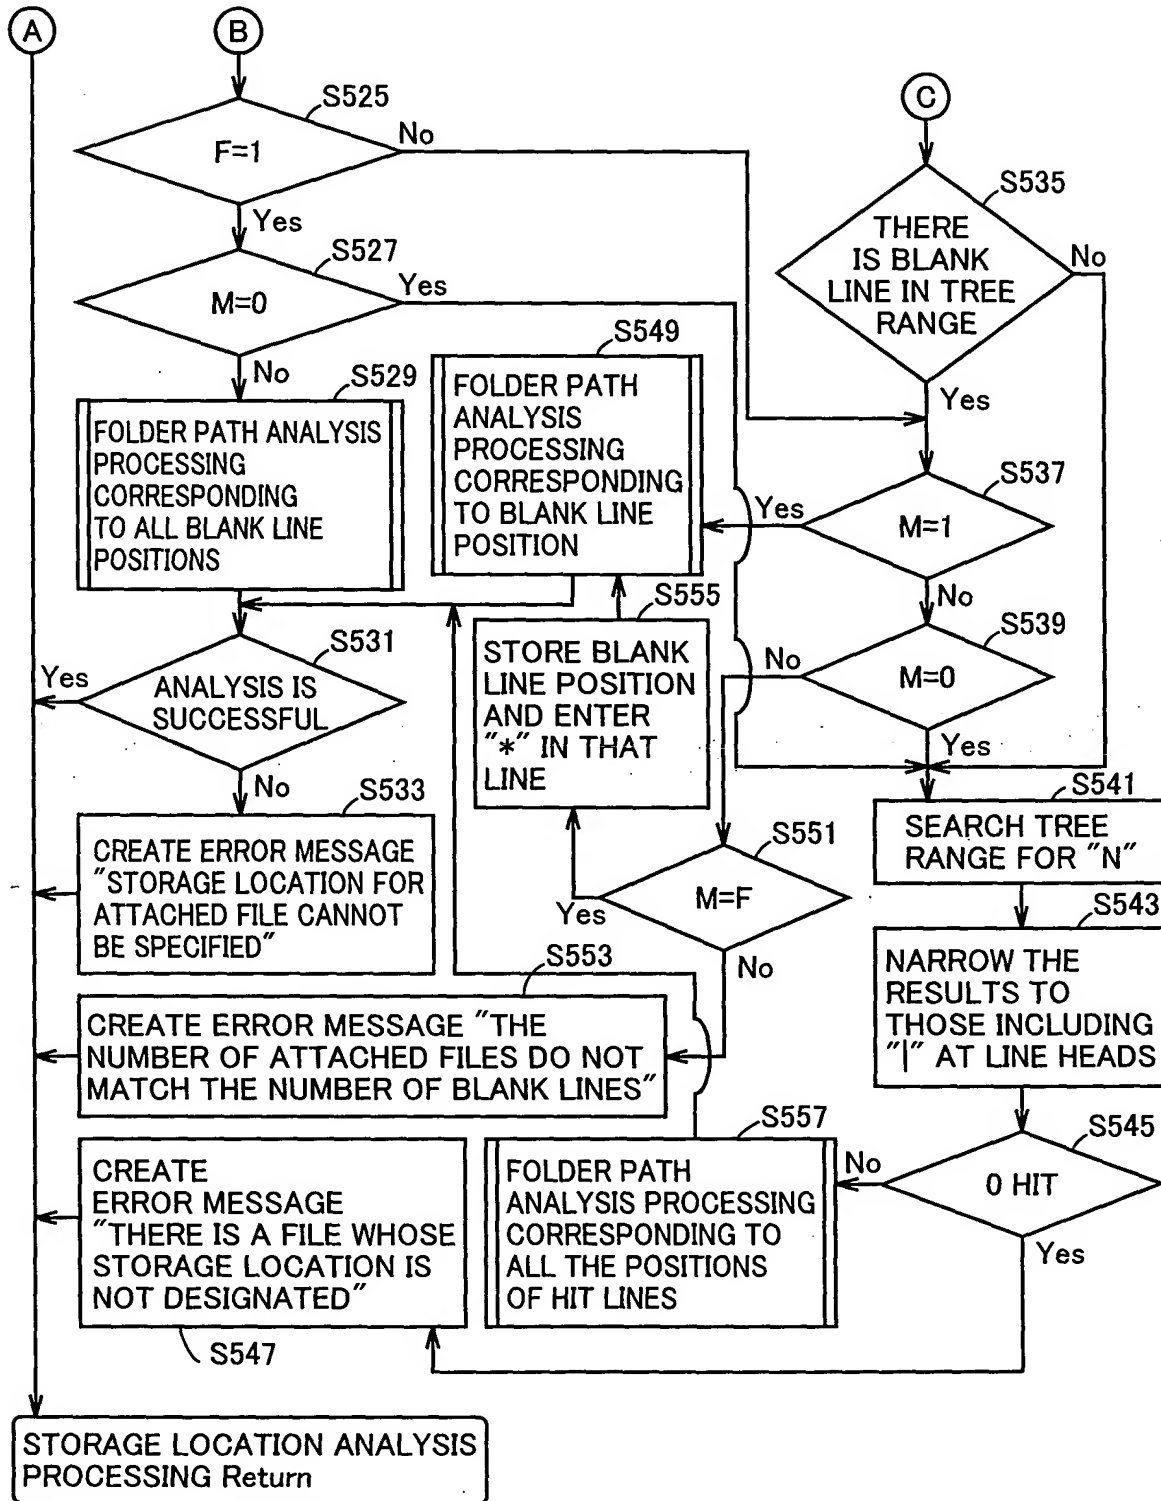 A
B
C
S525
F=1
No
Yes
S527
M=0
Yes
No
S529
FOLDER PATH ANALYSIS
PROCESSING
CORRESPONDING
TO ALL BLANK LINE
POSITIONS
S549
FOLDER PATH
ANALYSIS
PROCESSING
CORRESPONDING
TO BLANK LINE
POSITION
S535
THERE
IS BLANK
LINE IN TREE
RANGE
No
Yes
S537
M=1
Yes
No
S539
M=0
No
Yes
S531
ANALYSIS IS
SUCCESSFUL
Yes
No
S555
STORE BLANK
LINE POSITION
AND ENTER
"*" IN THAT
LINE
S533
CREATE ERROR MESSAGE
"STORAGE LOCATION FOR
ATTACHED FILE CANNOT
BE SPECIFIED"
S551
M=F
Yes
No
S541
SEARCH TREE
RANGE FOR "N"
S543
NARROW THE
RESULTS TO
THOSE INCLUDING
"|" AT LINE HEADS
S553
CREATE ERROR MESSAGE "THE
NUMBER OF ATTACHED FILES DO NOT
MATCH THE NUMBER OF BLANK LINES"
S545
0 HIT
No
Yes
S557
FOLDER PATH
ANALYSIS PROCESSING
CORRESPONDING TO
ALL THE POSITIONS
OF HIT LINES
CREATE
ERROR MESSAGE
"THERE IS A FILE WHOSE
STORAGE LOCATION IS
NOT DESIGNATED"
S547
STORAGE LOCATION ANALYSIS
PROCESSING Return